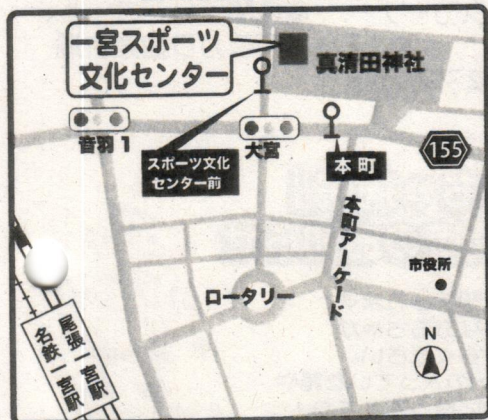 一宮スポーツ
文化センター
真清田神社
音羽1
スポーツ文化
センター前
大宮
本町
155
本町アーケード
市役所
ロータリー
N
尾張一宮駅
名鉄一宮駅